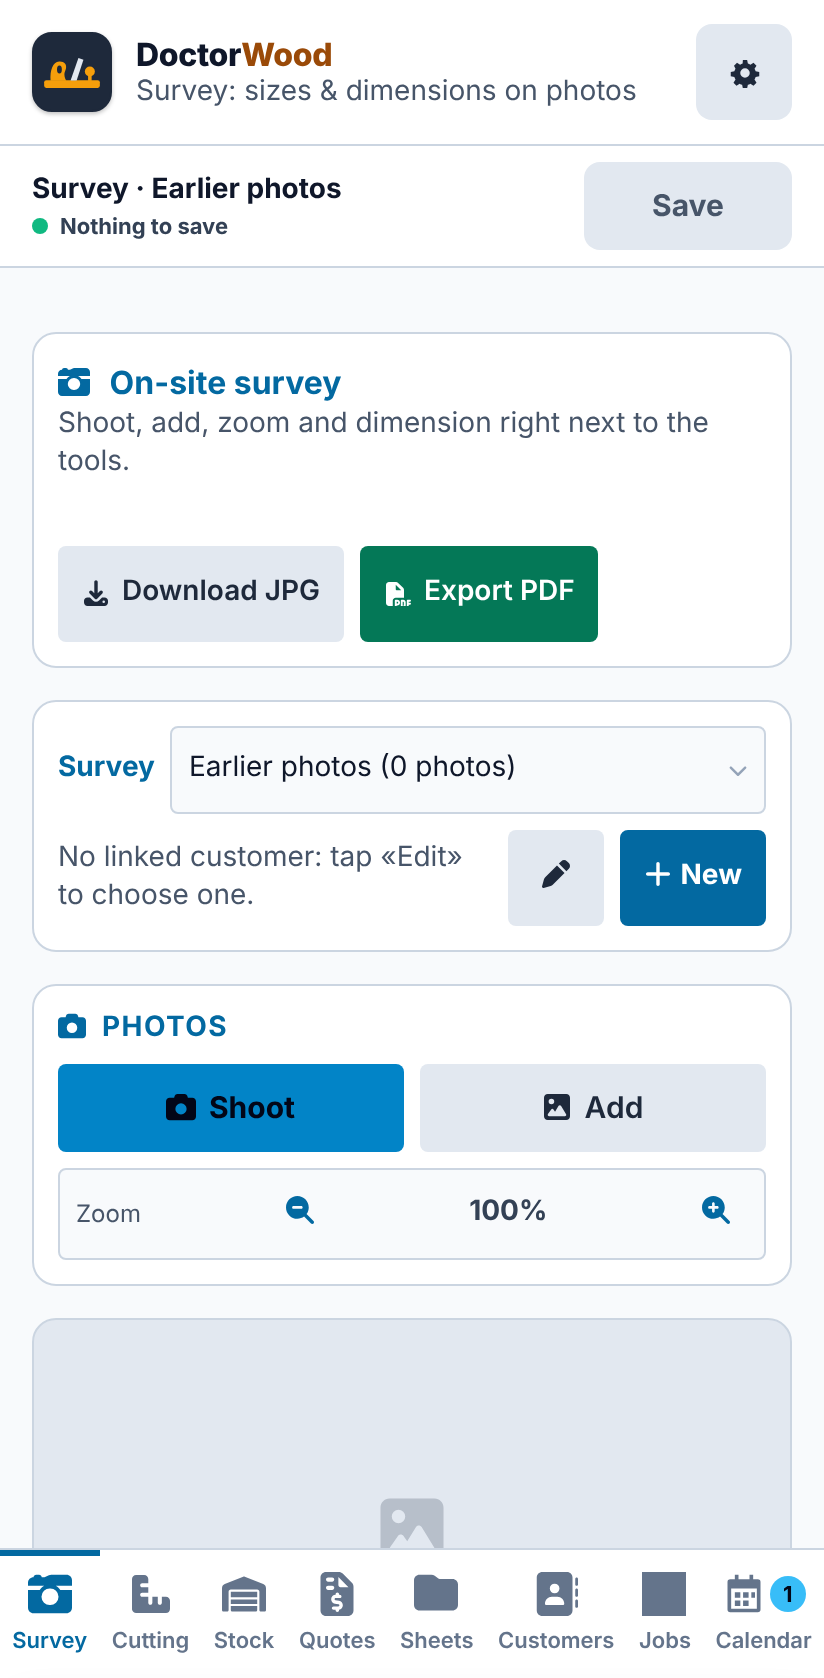 DoctorWood
Survey: sizes & dimensions on photos
Survey · Earlier photos
Save
Nothing to save
On-site survey
Shoot, add, zoom and dimension right next to the
tools.
Download JPG
Export PDF
Survey
Earlier photos (0 photos)
No linked customer: tap «Edit»
to choose one.
New
PHOTOS
Shoot
Add
Zoom
100%
1
Survey
Cutting
Stock
Quotes
Sheets
Customers
Jobs
Calendar